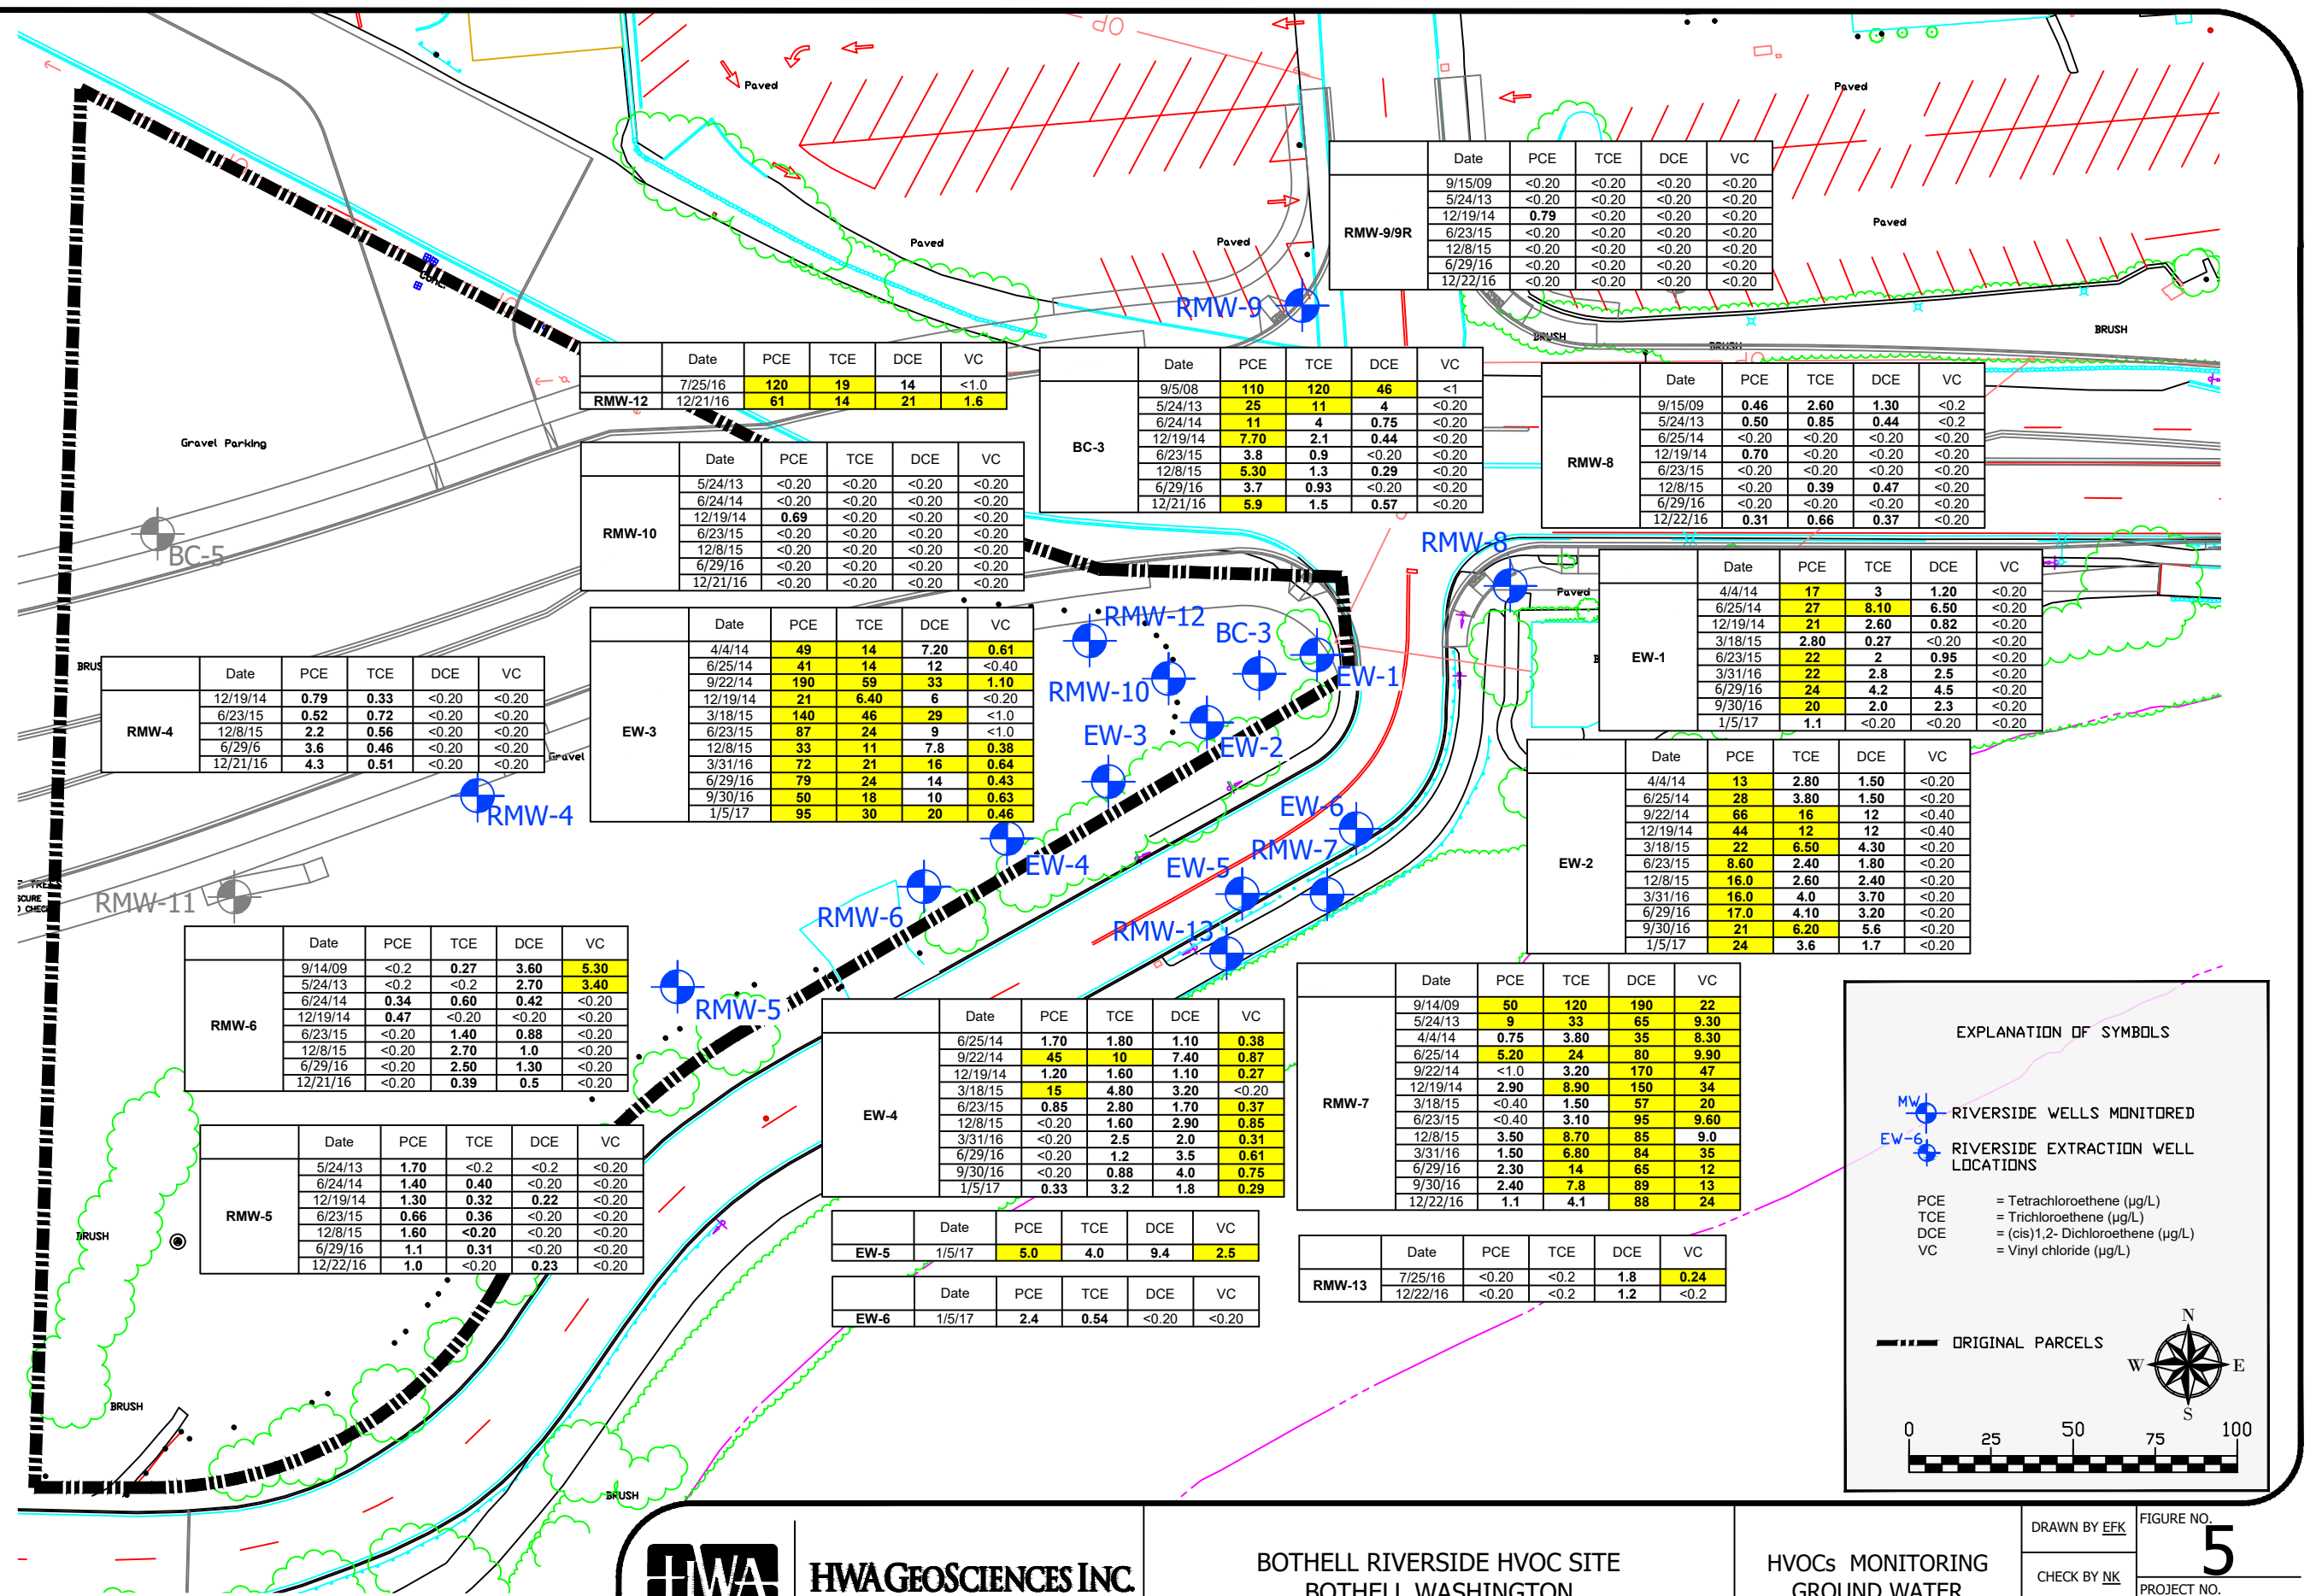 OP
Paved
Paved
Paved
Paved
Paved
BRUSH
BRUSH
BRUSH
Date PCE TCE DCE VC
RMW-9/9R
9/15/09 <0.20 <0.20 <0.20 <0.20
5/24/13 <0.20 <0.20 <0.20 <0.20
12/19/14 0.79 <0.20 <0.20 <0.20
6/23/15 <0.20 <0.20 <0.20 <0.20
12/8/15 <0.20 <0.20 <0.20 <0.20
6/29/16 <0.20 <0.20 <0.20 <0.20
12/22/16 <0.20 <0.20 <0.20 <0.20
RMW-9
Date PCE TCE DCE VC
7/25/16 120 19 14 <1.0
RMW-12 12/21/16 61 14 21 1.6
Date PCE TCE DCE VC
BC-3
9/5/08 110 120 46 <1
5/24/13 25 11 4 <0.20
6/24/14 11 4 0.75 <0.20
12/19/14 7.70 2.1 0.44 <0.20
6/23/15 3.8 0.9 <0.20 <0.20
12/8/15 5.30 1.3 0.29 <0.20
6/29/16 3.7 0.93 <0.20 <0.20
12/21/16 5.9 1.5 0.57 <0.20
Date PCE TCE DCE VC
RMW-8
9/15/09 0.46 2.60 1.30 <0.2
5/24/13 0.50 0.85 0.44 <0.2
6/25/14 <0.20 <0.20 <0.20 <0.20
12/19/14 0.70 <0.20 <0.20 <0.20
6/23/15 <0.20 <0.20 <0.20 <0.20
12/8/15 <0.20 0.39 0.47 <0.20
6/29/16 <0.20 <0.20 <0.20 <0.20
12/22/16 0.31 0.66 0.37 <0.20
Gravel Parking
BC-5
Date PCE TCE DCE VC
RMW-10
5/24/13 <0.20 <0.20 <0.20 <0.20
6/24/14 <0.20 <0.20 <0.20 <0.20
12/19/14 0.69 <0.20 <0.20 <0.20
6/23/15 <0.20 <0.20 <0.20 <0.20
12/8/15 <0.20 <0.20 <0.20 <0.20
6/29/16 <0.20 <0.20 <0.20 <0.20
12/21/16 <0.20 <0.20 <0.20 <0.20
RMW-8
Paved
Date PCE TCE DCE VC
EW-1
4/4/14 17 3 1.20 <0.20
6/25/14 27 8.10 6.50 <0.20
12/19/14 21 2.60 0.82 <0.20
3/18/15 2.80 0.27 <0.20 <0.20
6/23/15 22 2 0.95 <0.20
3/31/16 22 2.8 2.5 <0.20
6/29/16 24 4.2 4.5 <0.20
9/30/16 20 2.0 2.3 <0.20
1/5/17 1.1 <0.20 <0.20 <0.20
Date PCE TCE DCE VC
EW-3
4/4/14 49 14 7.20 0.61
6/25/14 41 14 12 <0.40
9/22/14 190 59 33 1.10
12/19/14 21 6.40 6 <0.20
3/18/15 140 46 29 <1.0
6/23/15 87 24 9 <1.0
12/8/15 33 11 7.8 0.38
3/31/16 72 21 16 0.64
6/29/16 79 24 14 0.43
9/30/16 50 18 10 0.63
1/5/17 95 30 20 0.46
RMW-12
BC-3
EW-1
RMW-10
EW-3
EW-2
BRUS
Date PCE TCE DCE VC
RMW-4
12/19/14 0.79 0.33 <0.20 <0.20
6/23/15 0.52 0.72 <0.20 <0.20
12/8/15 2.2 0.56 <0.20 <0.20
6/29/6 3.6 0.46 <0.20 <0.20
12/21/16 4.3 0.51 <0.20 <0.20
Gravel
RMW-4
RMW-11
Date PCE TCE DCE VC
EW-2
4/4/14 13 2.80 1.50 <0.20
6/25/14 28 3.80 1.50 <0.20
9/22/14 66 16 12 <0.40
12/19/14 44 12 12 <0.40
3/18/15 22 6.50 4.30 <0.20
6/23/15 8.60 2.40 1.80 <0.20
12/8/15 16.0 2.60 2.40 <0.20
3/31/16 16.0 4.0 3.70 <0.20
6/29/16 17.0 4.10 3.20 <0.20
9/30/16 21 6.20 5.6 <0.20
1/5/17 24 3.6 1.7 <0.20
EW-6
RMW-7
EW-4
EW-5
RMW-6
RMW-13
RMW-5
Date PCE TCE DCE VC
RMW-6
9/14/09 <0.2 0.27 3.60 5.30
5/24/13 <0.2 <0.2 2.70 3.40
6/24/14 0.34 0.60 0.42 <0.20
12/19/14 0.47 <0.20 <0.20 <0.20
6/23/15 <0.20 1.40 0.88 <0.20
12/8/15 <0.20 2.70 1.0 <0.20
6/29/16 <0.20 2.50 1.30 <0.20
12/21/16 <0.20 0.39 0.5 <0.20
Date PCE TCE DCE VC
EW-4
6/25/14 1.70 1.80 1.10 0.38
9/22/14 45 10 7.40 0.87
12/19/14 1.20 1.60 1.10 0.27
3/18/15 15 4.80 3.20 <0.20
6/23/15 0.85 2.80 1.70 0.37
12/8/15 <0.20 1.60 2.90 0.85
3/31/16 <0.20 2.5 2.0 0.31
6/29/16 <0.20 1.2 3.5 0.61
9/30/16 <0.20 0.88 4.0 0.75
1/5/17 0.33 3.2 1.8 0.29
Date PCE TCE DCE VC
RMW-7
9/14/09 50 120 190 22
5/24/13 9 33 65 9.30
4/4/14 0.75 3.80 35 8.30
6/25/14 5.20 24 80 9.90
9/22/14 <1.0 3.20 170 47
12/19/14 2.90 8.90 150 34
3/18/15 <0.40 1.50 57 20
6/23/15 <0.40 3.10 95 9.60
12/8/15 3.50 8.70 85 9.0
3/31/16 1.50 6.80 84 35
6/29/16 2.30 14 65 12
9/30/16 2.40 7.8 89 13
12/22/16 1.1 4.1 88 24
Date PCE TCE DCE VC
RMW-5
5/24/13 1.70 <0.2 <0.2 <0.20
6/24/14 1.40 0.40 <0.20 <0.20
12/19/14 1.30 0.32 0.22 <0.20
6/23/15 0.66 0.36 <0.20 <0.20
12/8/15 1.60 <0.20 <0.20 <0.20
6/29/16 1.1 0.31 <0.20 <0.20
12/22/16 1.0 <0.20 0.23 <0.20
Date PCE TCE DCE VC
EW-5 1/5/17 5.0 4.0 9.4 2.5
Date PCE TCE DCE VC
EW-6 1/5/17 2.4 0.54 <0.20 <0.20
Date PCE TCE DCE VC
RMW-13
7/25/16 <0.20 <0.2 1.8 0.24
12/22/16 <0.20 <0.2 1.2 <0.2
BRUSH
BRUSH
BRUSH
EXPLANATION OF SYMBOLS
MW
RIVERSIDE WELLS MONITORED
EW-6
RIVERSIDE EXTRACTION WELL
LOCATIONS
PCE = Tetrachloroethene (µg/L)
TCE = Trichloroethene (µg/L)
DCE = (cis)1,2- Dichloroethene (µg/L)
VC = Vinyl chloride (µg/L)
ORIGINAL PARCELS
N
W E
S
0 25 50 75 100
HWA
HWAGEOSCIENCES INC.
BOTHELL RIVERSIDE HVOC SITE
BOTHELL WASHINGTON
HVOCs MONITORING
GROUND WATER
DRAWN BY EFK
CHECK BY NK
FIGURE NO.
5
PROJECT NO.